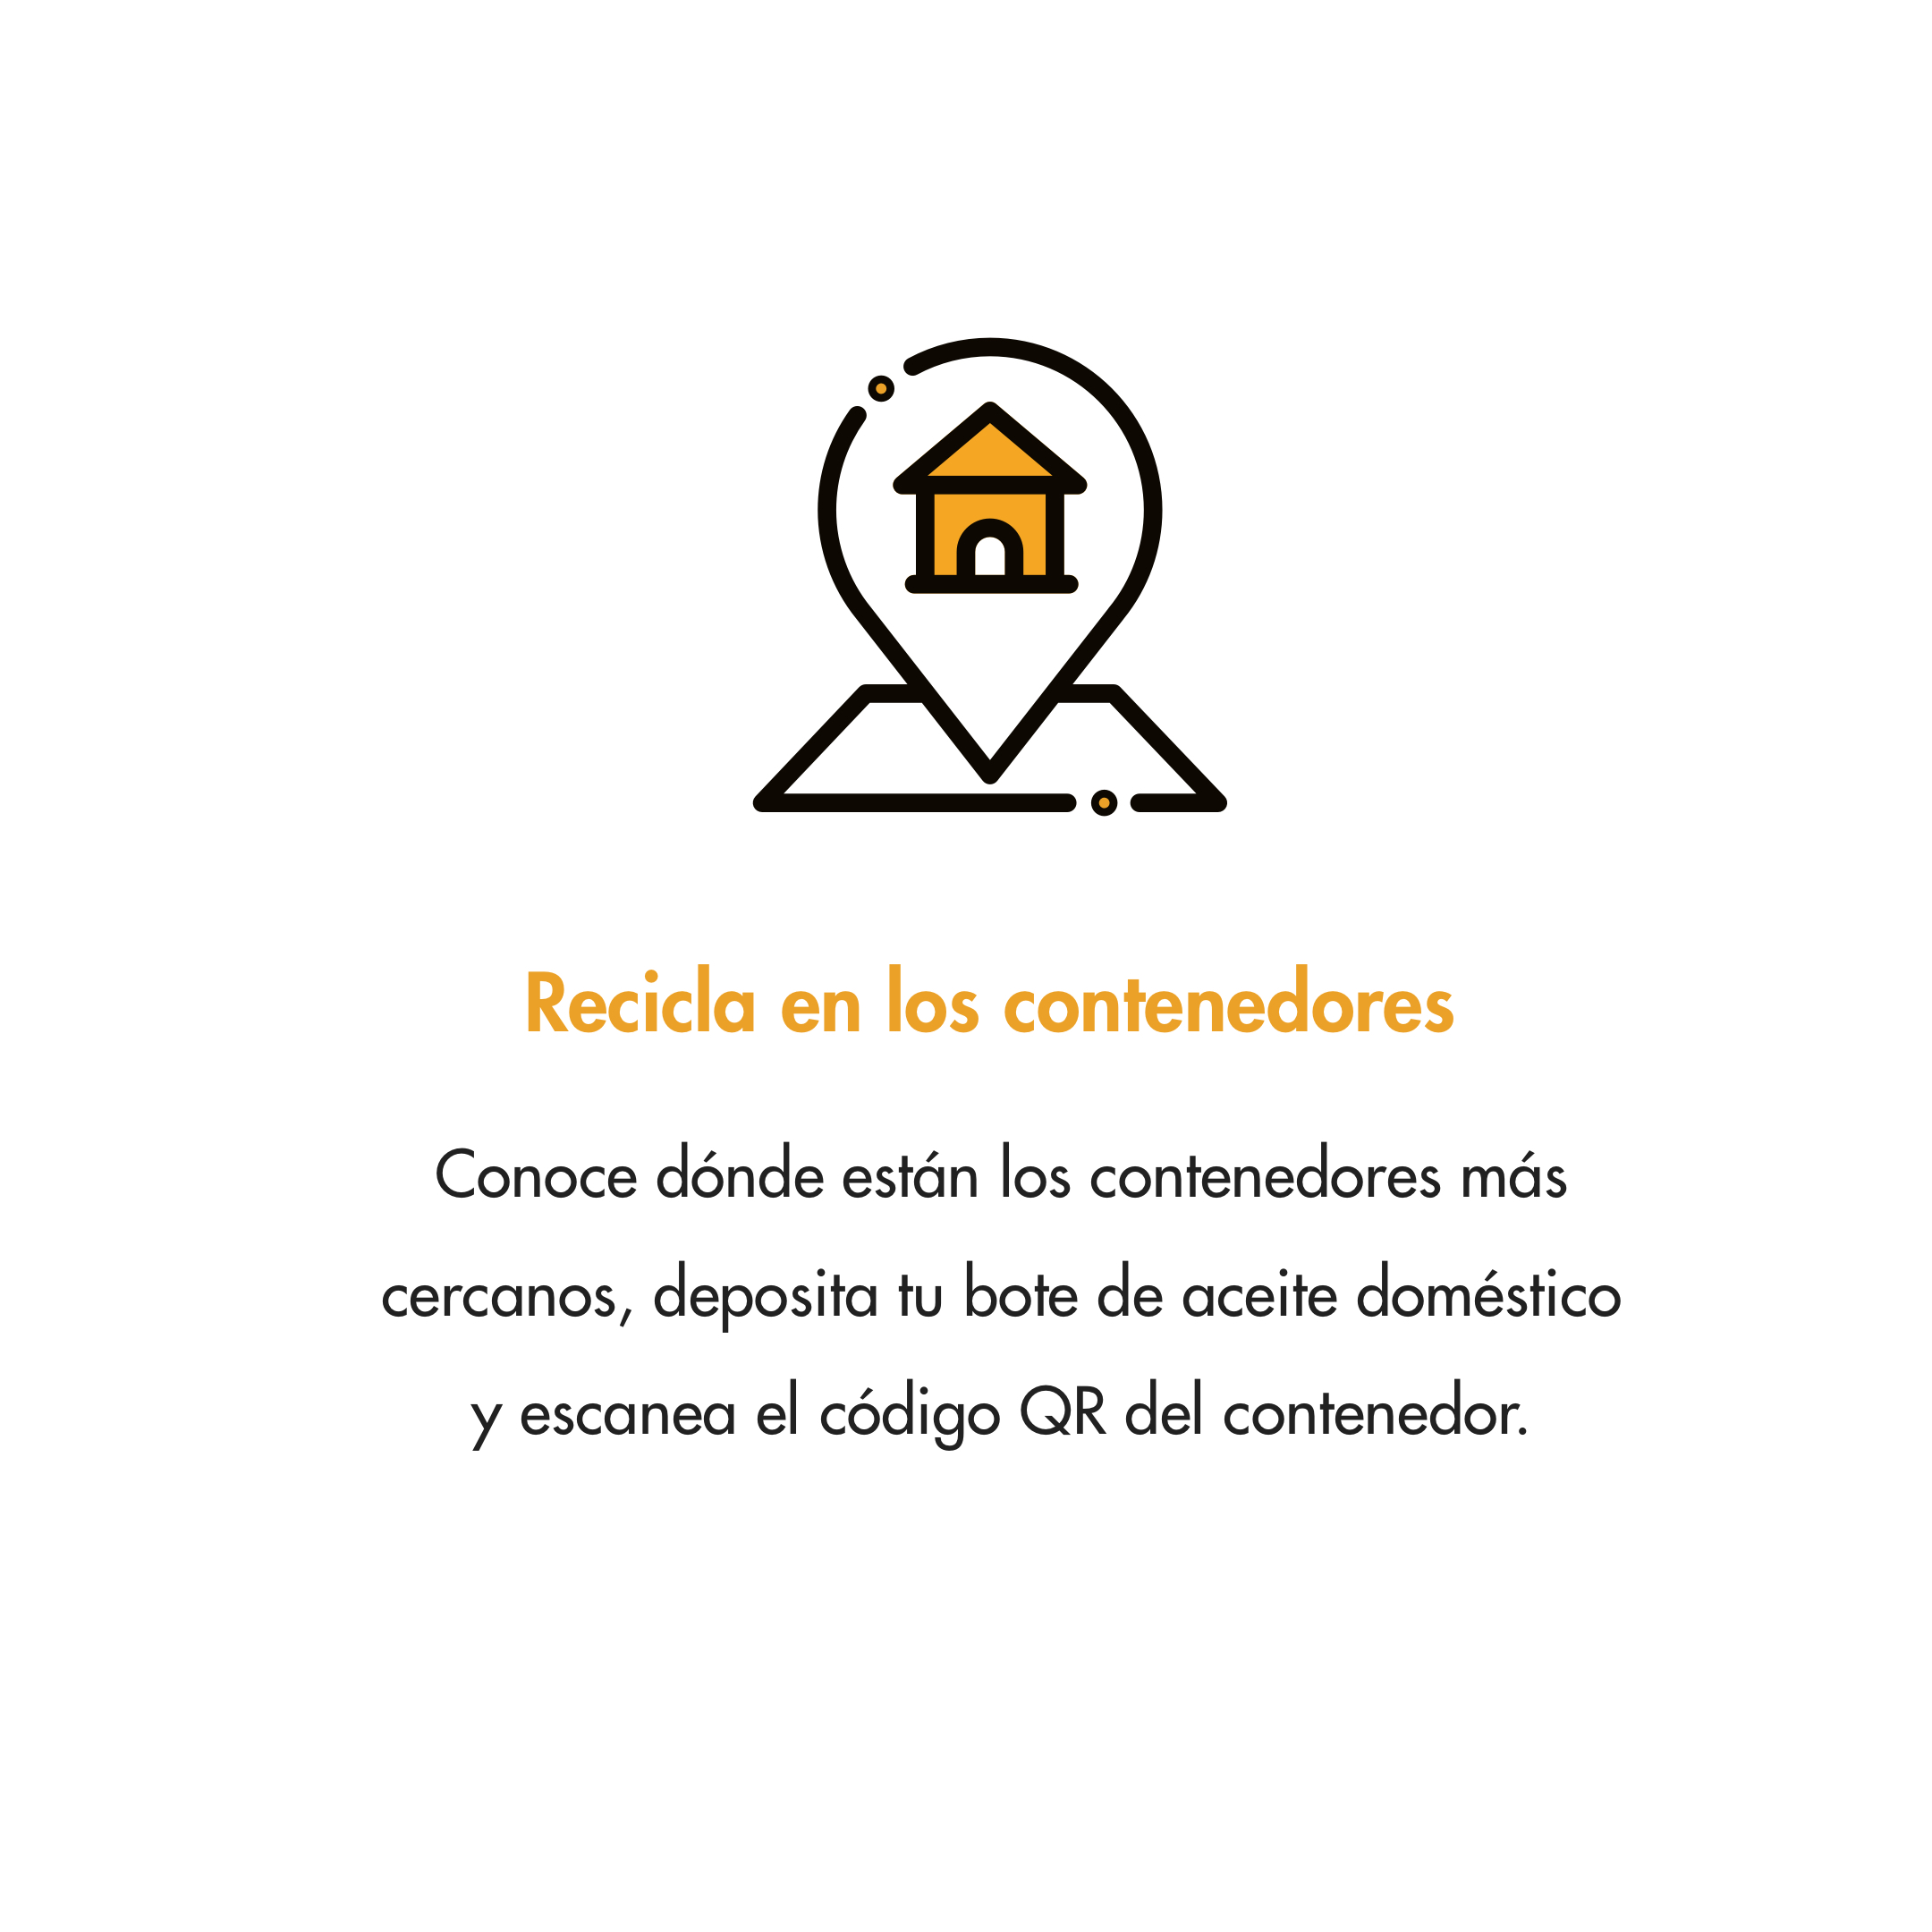 Recicla en los contenedores
Conoce dónde están los contenedores más
cercanos, deposita tu bote de aceite doméstico
y escanea el código QR del contenedor.